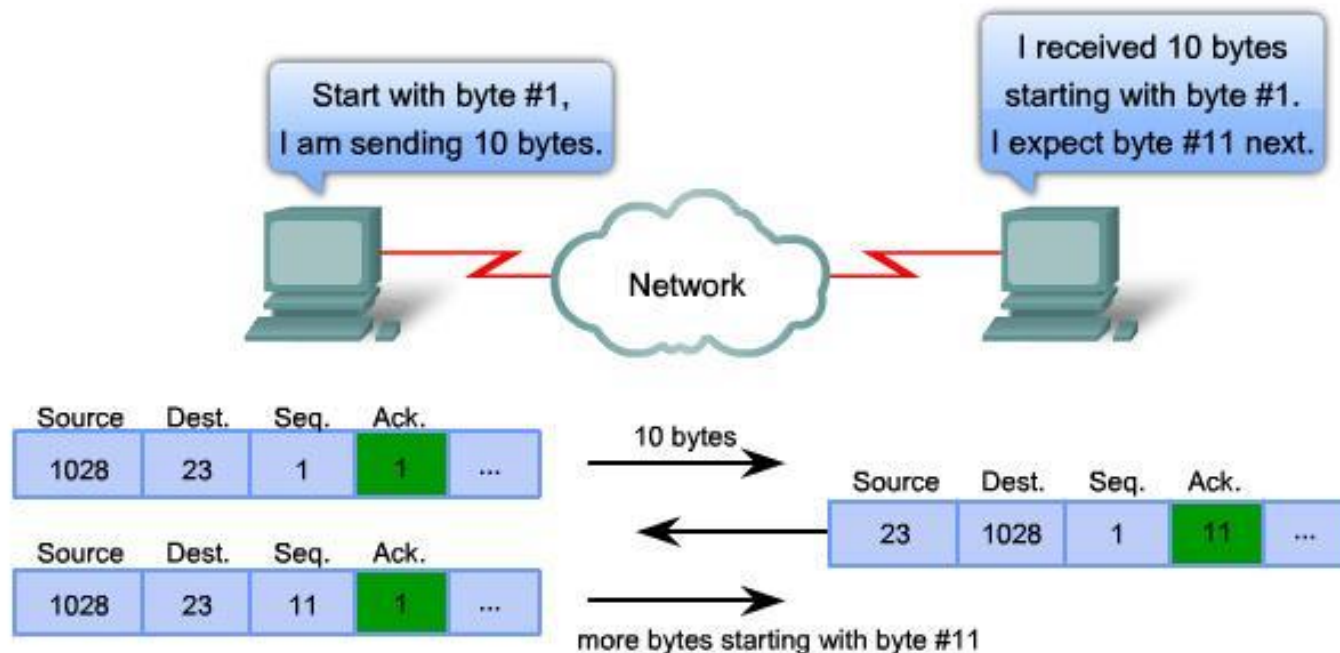 Start with byte #1,
I am sending 10 bytes.
I received 10 bytes
starting with byte #1.
I expect byte #11 next.
Network
Source Dest. Seq. Ack.
1028 23 1 1 ...
10 bytes
Source Dest. Seq. Ack.
23 1028 1 11 ...
Source Dest. Seq. Ack.
1028 23 11 1 ...
more bytes starting with byte #11